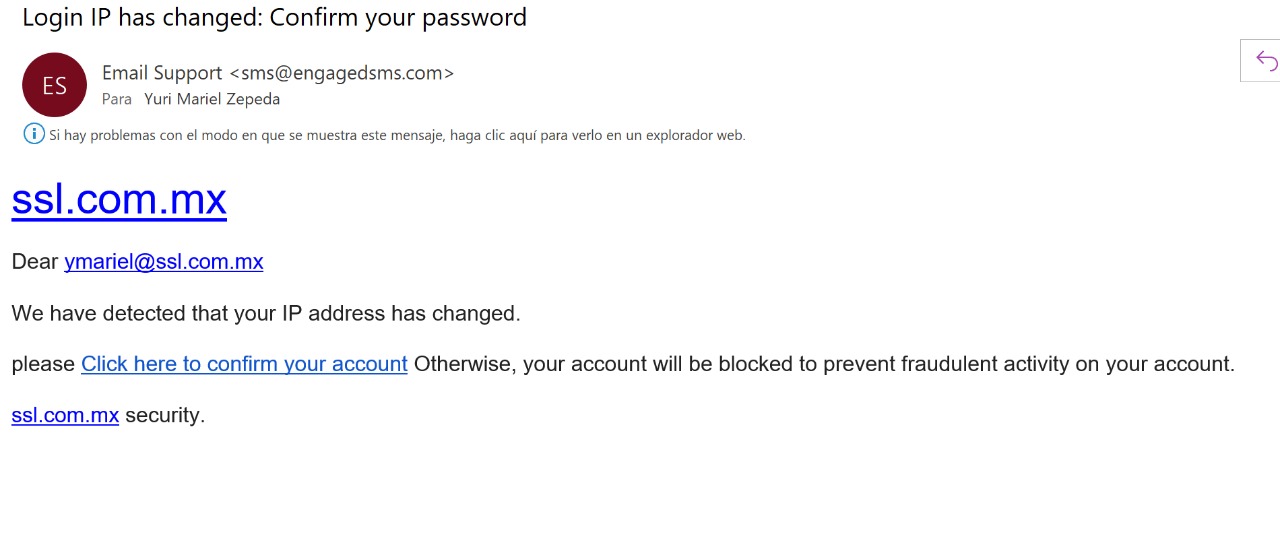 Login IP has changed: Confirm your password
ES
Email Support <sms@engagedsms.com>
Para Yuri Mariel Zepeda
Si hay problemas con el modo en que se muestra este mensaje, haga clic aquí para verlo en un explorador web.
ssl.com.mx
Dear ymariel@ssl.com.mx
We have detected that your IP address has changed.
please Click here to confirm your account Otherwise, your account will be blocked to prevent fraudulent activity on your account.
ssl.com.mx security.